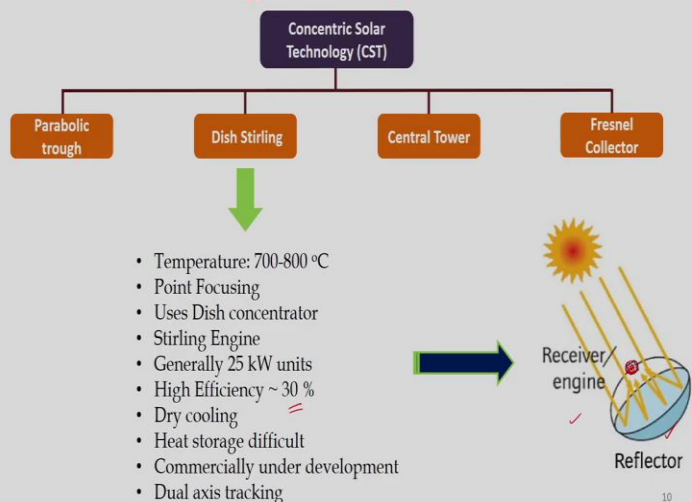 Concentric Solar
Technology (CST)
Parabolic
trough
Dish Stirling
Central Tower
Fresnel
Collector
• Temperature: 700-800 ºC
• Point Focusing
• Uses Dish concentrator
• Stirling Engine
• Generally 25 kW units
• High Efficiency ~ 30 %
• Dry cooling
• Heat storage difficult
• Commercially under development
• Dual axis tracking
Receiver/
engine
Reflector
10